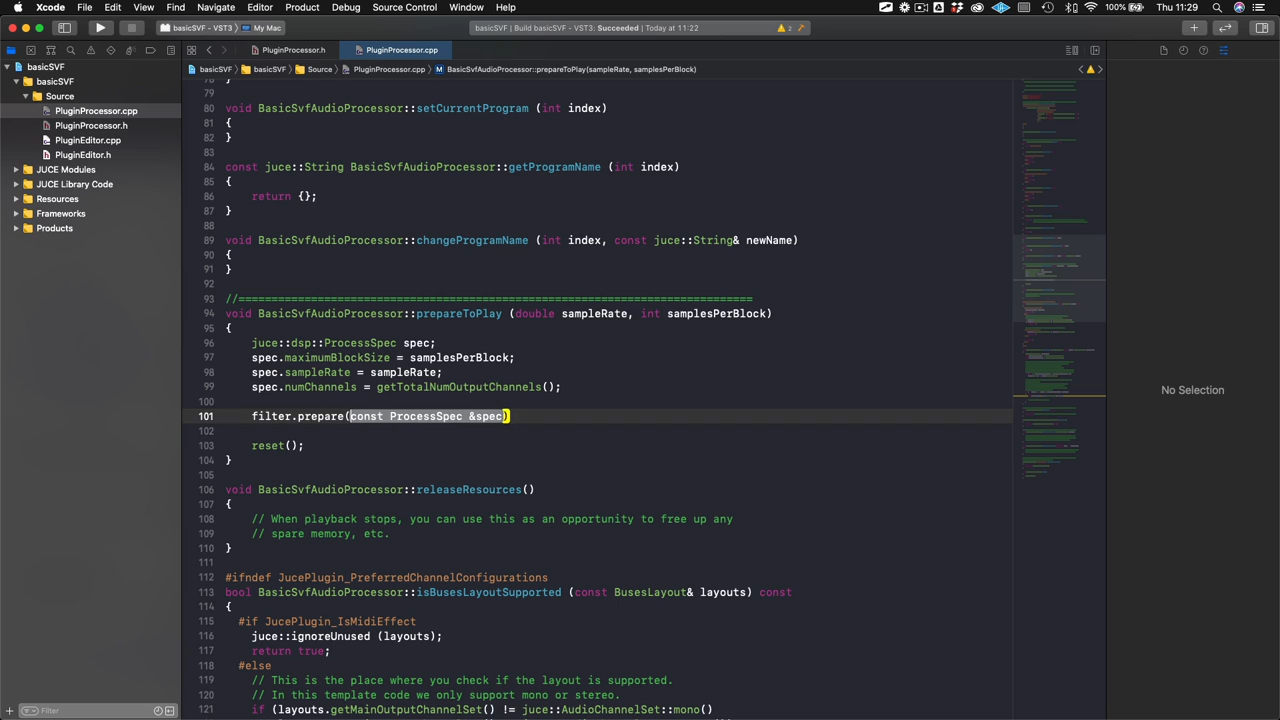 Xcode File Edit View Find Navigate Editor Product Debug Source Control Window Help 100% Thu 11:29
basicSVF - VST3 My Mac basicSVF | Build basicSVF - VST3: Succeeded | Today at 11:22 2
PluginProcessor.h PluginProcessor.cpp
basicSVF basicSVF Source PluginProcessor.cpp M BasicSvfAudioProcessor::prepareToPlay(sampleRate, samplesPerBlock)
basicSVF
basicSVF
Source
PluginProcessor.cpp
PluginProcessor.h
PluginEditor.cpp
PluginEditor.h
JUCE Modules
JUCE Library Code
Resources
Frameworks
Products
78 }
79
80 void BasicSvfAudioProcessor::setCurrentProgram (int index)
81 {
82 }
83
84 const juce::String BasicSvfAudioProcessor::getProgramName (int index)
85 {
86 return {};
87 }
88
89 void BasicSvfAudioProcessor::changeProgramName (int index, const juce::String& newName)
90 {
91 }
92
93 //==============================================================================
94 void BasicSvfAudioProcessor::prepareToPlay (double sampleRate, int samplesPerBlock)
95 {
96 juce::dsp::ProcessSpec spec;
97 spec.maximumBlockSize = samplesPerBlock;
98 spec.sampleRate = sampleRate;
99 spec.numChannels = getTotalNumOutputChannels();
100
101 filter.prepare(const ProcessSpec &spec)
102
103 reset();
104 }
105
106 void BasicSvfAudioProcessor::releaseResources()
107 {
108 // When playback stops, you can use this as an opportunity to free up any
109 // spare memory, etc.
110 }
111
112 #ifndef JucePlugin_PreferredChannelConfigurations
113 bool BasicSvfAudioProcessor::isBusesLayoutSupported (const BusesLayout& layouts) const
114 {
115 #if JucePlugin_IsMidiEffect
116 juce::ignoreUnused (layouts);
117 return true;
118 #else
119 // This is the place where you check if the layout is supported.
120 // In this template code we only support mono or stereo.
121 if (layouts.getMainOutputChannelSet() != juce::AudioChannelSet::mono()
No Selection
Filter